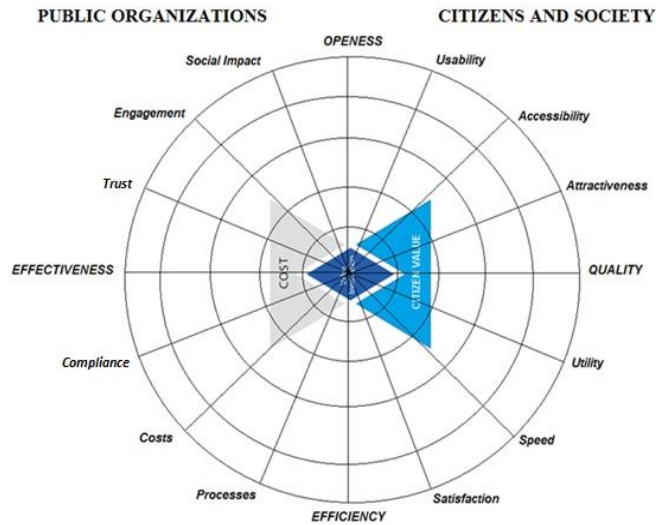 PUBLIC ORGANIZATIONS
CITIZENS AND SOCIETY
OPENESS
Social Impact
Usability
Engagement
Accessibility
Trust
Attractiveness
EFFECTIVENESS
COST
CITIZEN VALUE
QUALITY
Compliance
Utility
Costs
Speed
Processes
Satisfaction
EFFICIENCY